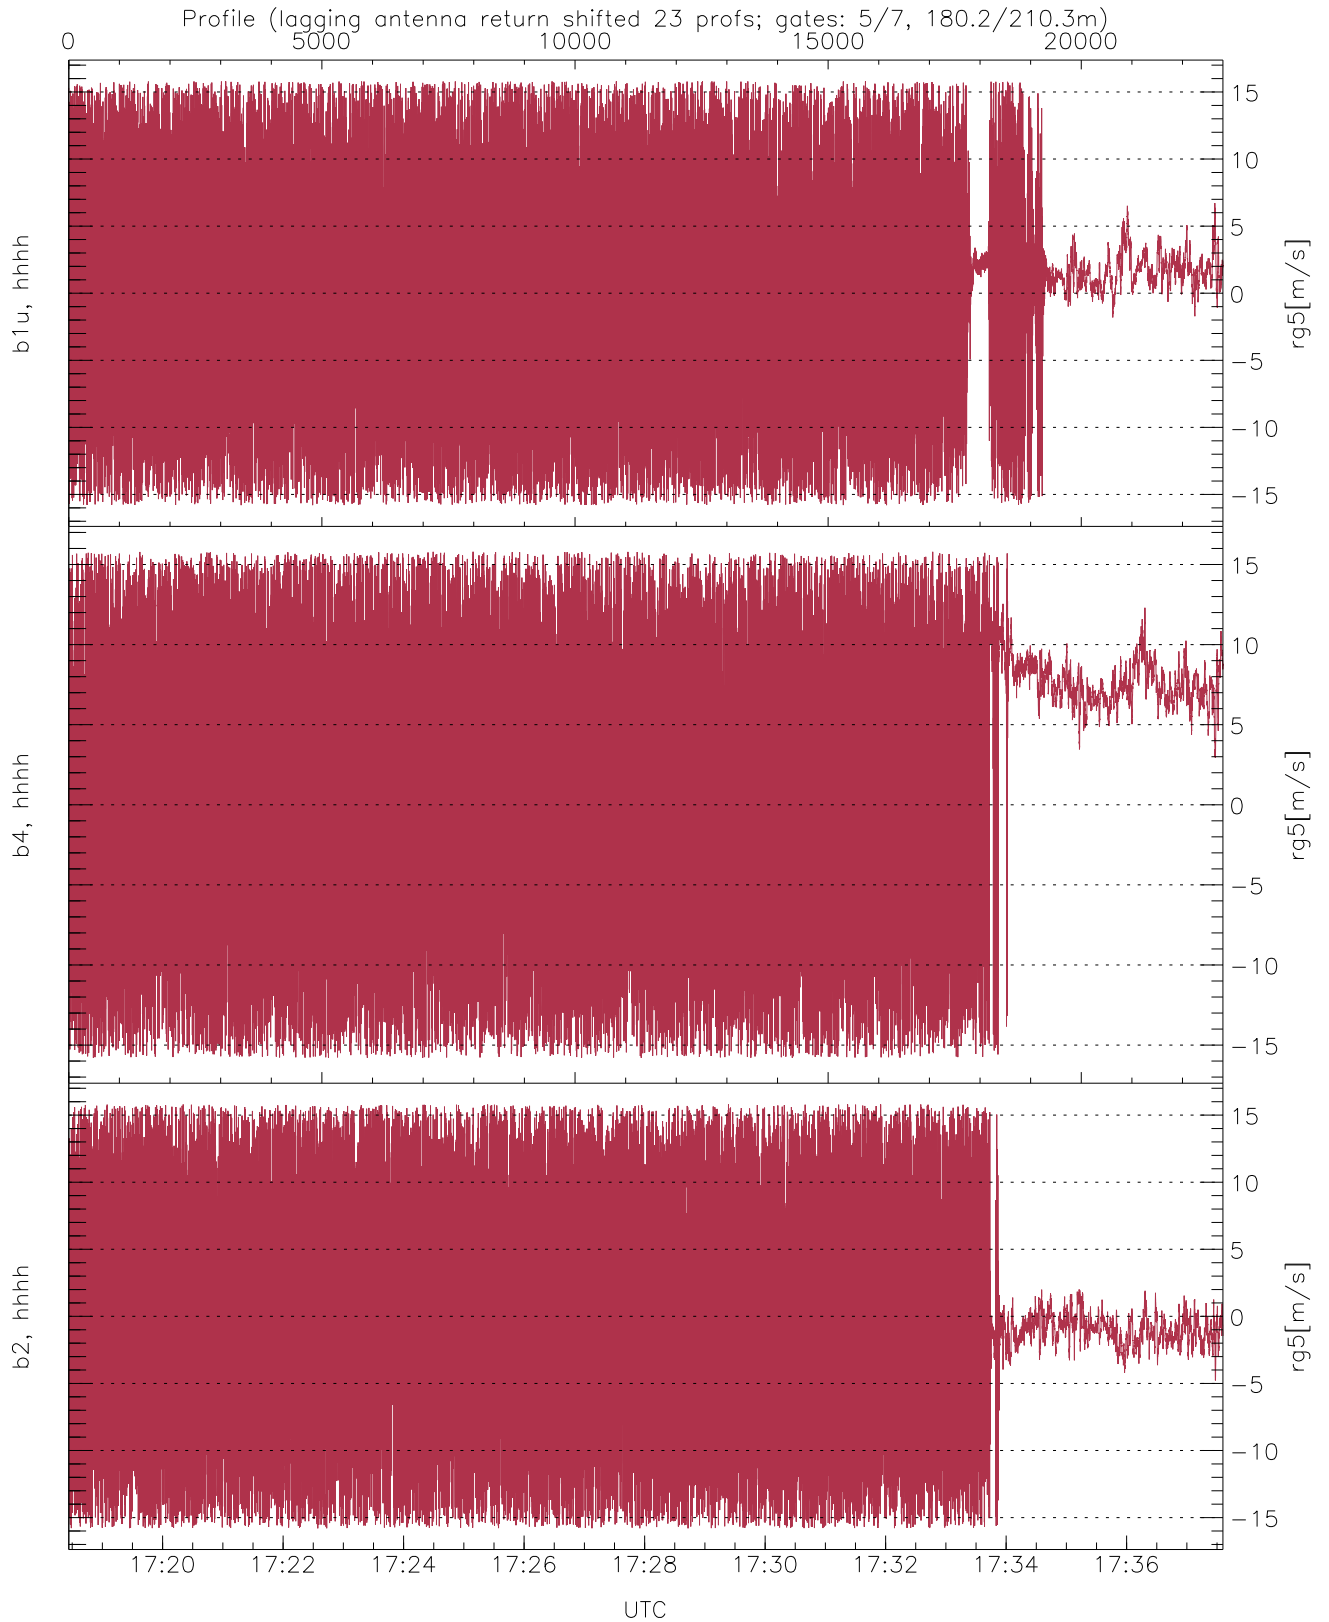 Profile (lagging antenna return shifted 23 profs; gates: 5/7, 180.2/210.3m)
0 5000 10000 15000 20000
15
10
5
0
-5
-10
-15
b1u, hhhh
rg5[m/s]
15
10
5
0
-5
-10
-15
b4, hhhh
rg5[m/s]
15
10
5
0
-5
-10
-15
b2, hhhh
rg5[m/s]
17:20 17:22 17:24 17:26 17:28 17:30 17:32 17:34 17:36
UTC